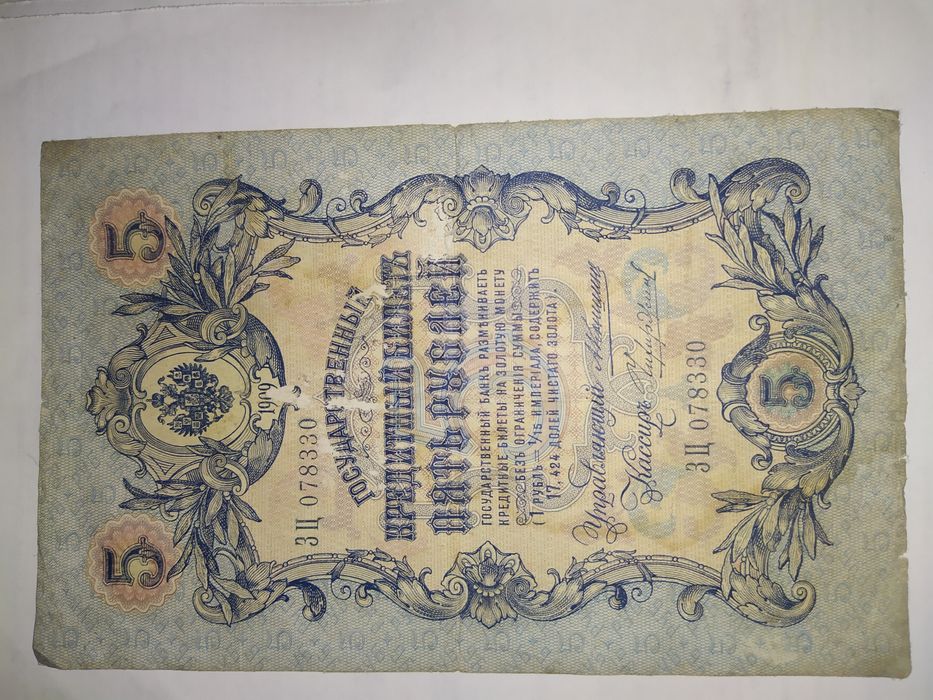 5 5
1909
ЗЦ 078330
ГОСУДАРСТВЕННЫЙ
КРЕДИТНЫЙ БИЛЕТЪ
ПЯТЬ РУБЛЕЙ
ГОСУДАРСТВЕННЫЙ БАНКЪ РАЗМѢНИВАЕТЪ
КРЕДИТНЫЕ БИЛЕТЫ НА ЗОЛОТУЮ МОНЕТУ
БЕЗЪ ОГРАНИЧЕНІЯ СУММЫ
(1 РУБЛЬ = 1/15 ИМПЕРІАЛА, СОДЕРЖИТЪ
17,424 ДОЛЕЙ ЧИСТАГО ЗОЛОТА).
Управляющій
Кассиръ
ЗЦ 078330
5